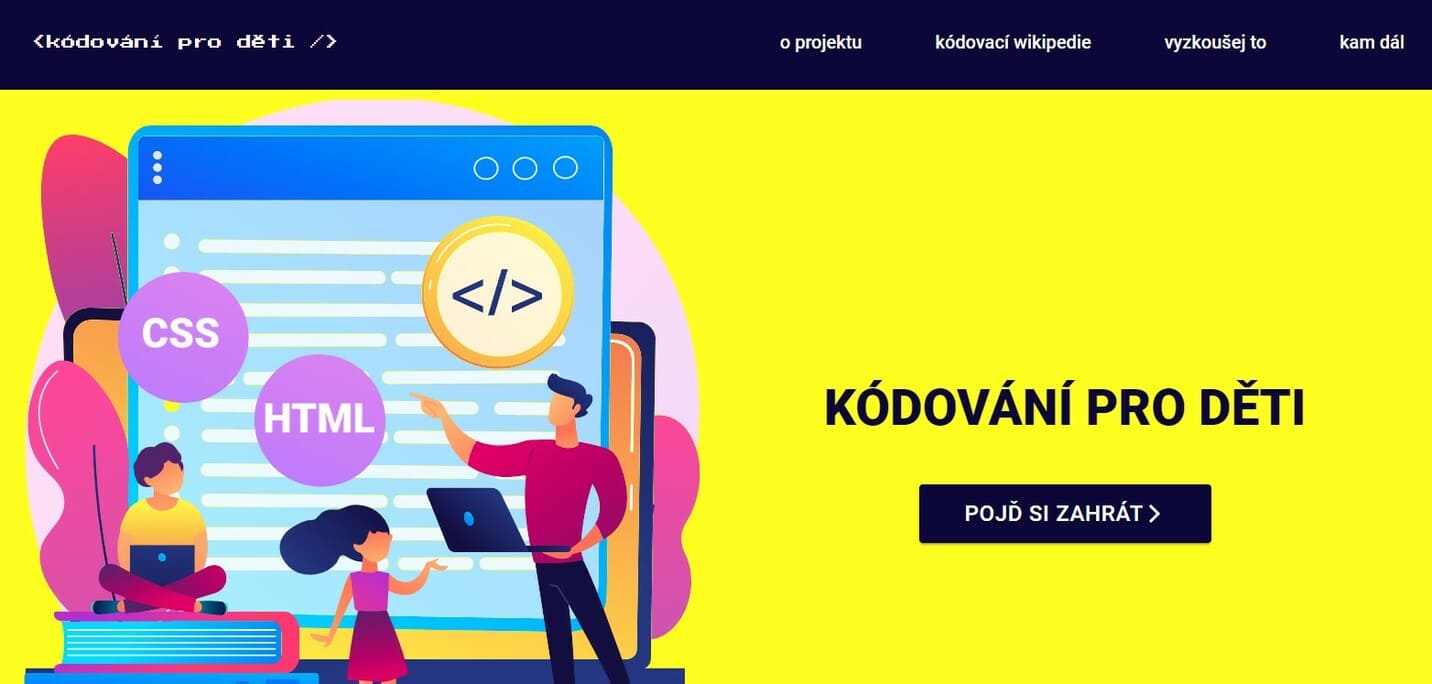 <kódování pro děti />
o projektu
kódovací wikipedie
vyzkoušej to
kam dál
</>
CSS
HTML
KÓDOVÁNÍ PRO DĚTI
POJĎ SI ZAHRÁT >